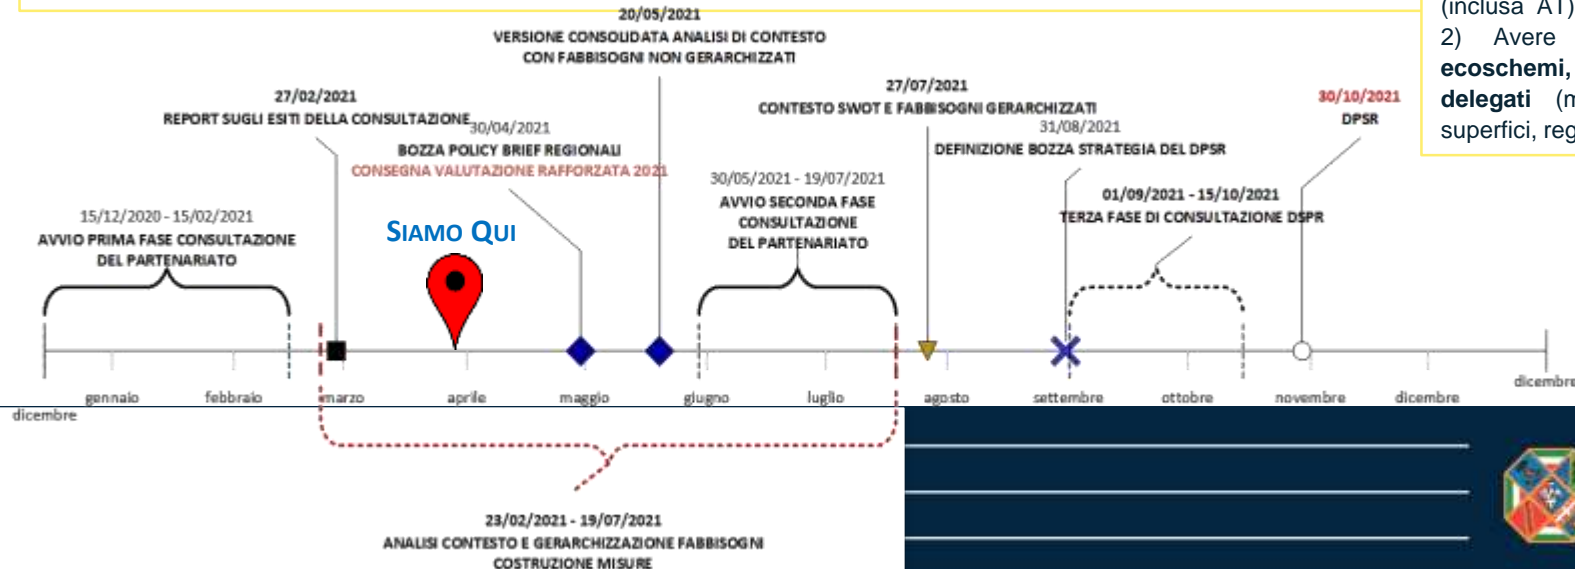 20/05/2021
VERSIONE CONSOLIDATA ANALISI DI CONTESTO
CON FABBISOGNI NON GERARCHIZZATI
(inclusa AT)
2) Avere
ecoschemi,
delegati (m
superfici, reg
27/02/2021
REPORT SUGLI ESITI DELLA CONSULTAZIONE
30/04/2021
BOZZA POLICY BRIEF REGIONALI
CONSEGNA VALUTAZIONE RAFFORZATA 2021
27/07/2021
CONTESTO SWOT E FABBISOGNI GERARCHIZZATI
31/08/2021
DEFINIZIONE BOZZA STRATEGIA DEL DPSR
30/10/2021
DPSR
15/12/2020 - 15/02/2021
AVVIO PRIMA FASE CONSULTAZIONE
DEL PARTENARIATO
SIAMO QUI
30/05/2021 - 19/07/2021
AVVIO SECONDA FASE
CONSULTAZIONE
DEL PARTENARIATO
01/09/2021 - 15/10/2021
TERZA FASE DI CONSULTAZIONE DSPR
dicembre gennaio febbraio marzo aprile maggio giugno luglio agosto settembre ottobre novembre dicembre dicembre
23/02/2021 - 19/07/2021
ANALISI CONTESTO E GERARCHIZZAZIONE FABBISOGNI
COSTRUZIONE MISURE